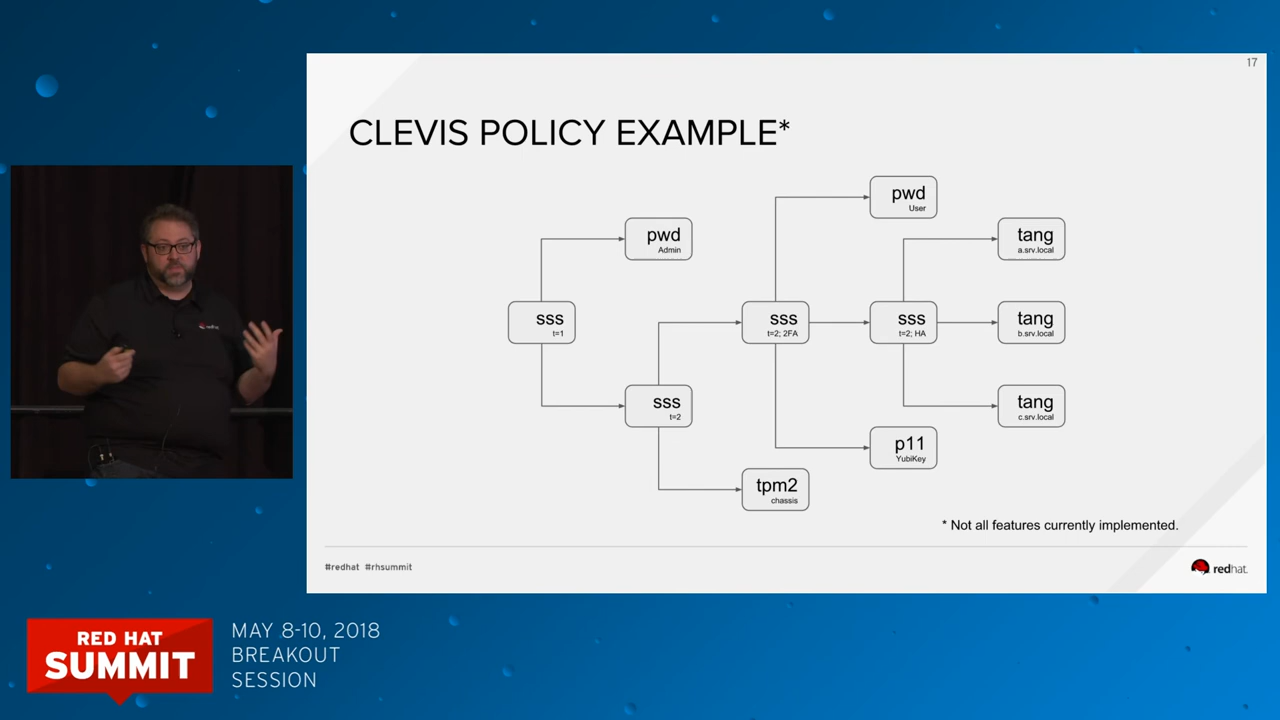 17
CLEVIS POLICY EXAMPLE*
pwd
User
pwd
Admin
tang
a.srv.local
sss
t=1
sss
t=2; 2FA
sss
t=2; HA
tang
b.srv.local
sss
t=2
tang
c.srv.local
p11
YubiKey
tpm2
chassis
* Not all features currently implemented.
#redhat #rhsummit
redhat.
redhat
RED HAT
SUMMIT
MAY 8-10, 2018
BREAKOUT
SESSION